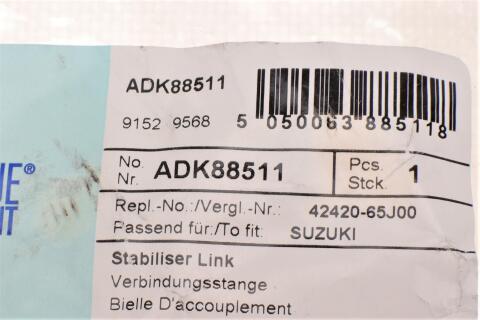 ADK88511
9152 9568
5 050063 885118
No.
Nr. ADK88511
Pcs.
Stck. 1
Repl.-No.:/Vergl.-Nr.: 42420-65J00
Passend für:/To fit: SUZUKI
Stabiliser Link
Verbindungsstange
Bielle D'accouplement